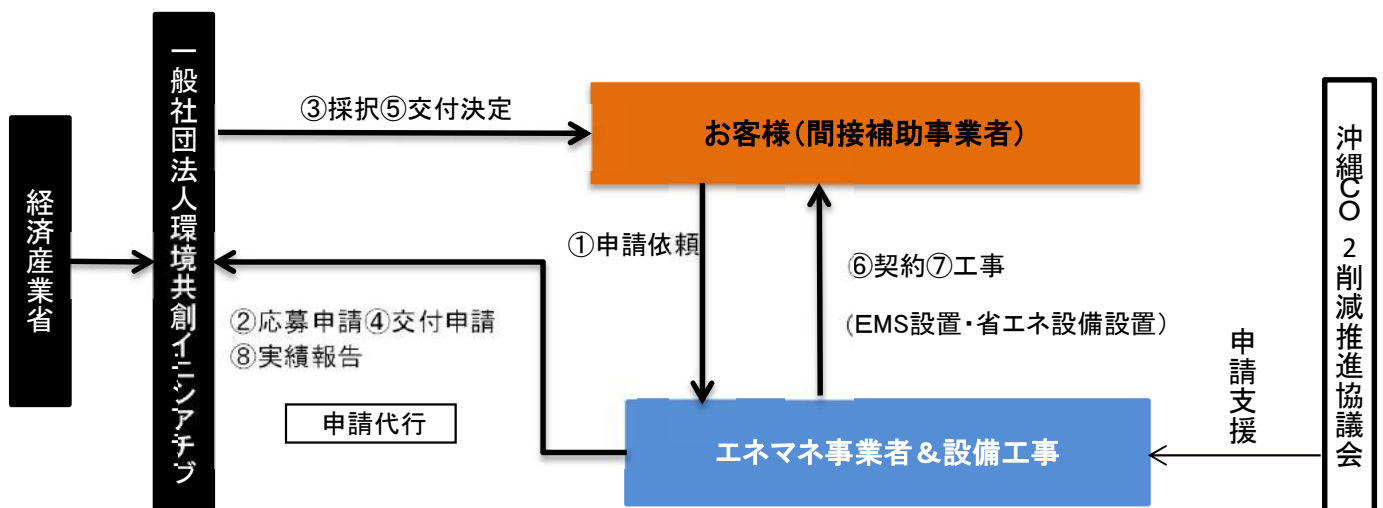 経済産業省
一般社団法人環境共創イニシアチブ
③採択⑤交付決定
お客様(間接補助事業者)
①申請依頼
⑥契約⑦工事
(EMS設置・省エネ設備設置)
②応募申請④交付申請
⑧実績報告
申請代行
エネマネ事業者&設備工事
申請支援
沖縄CO2削減推進協議会